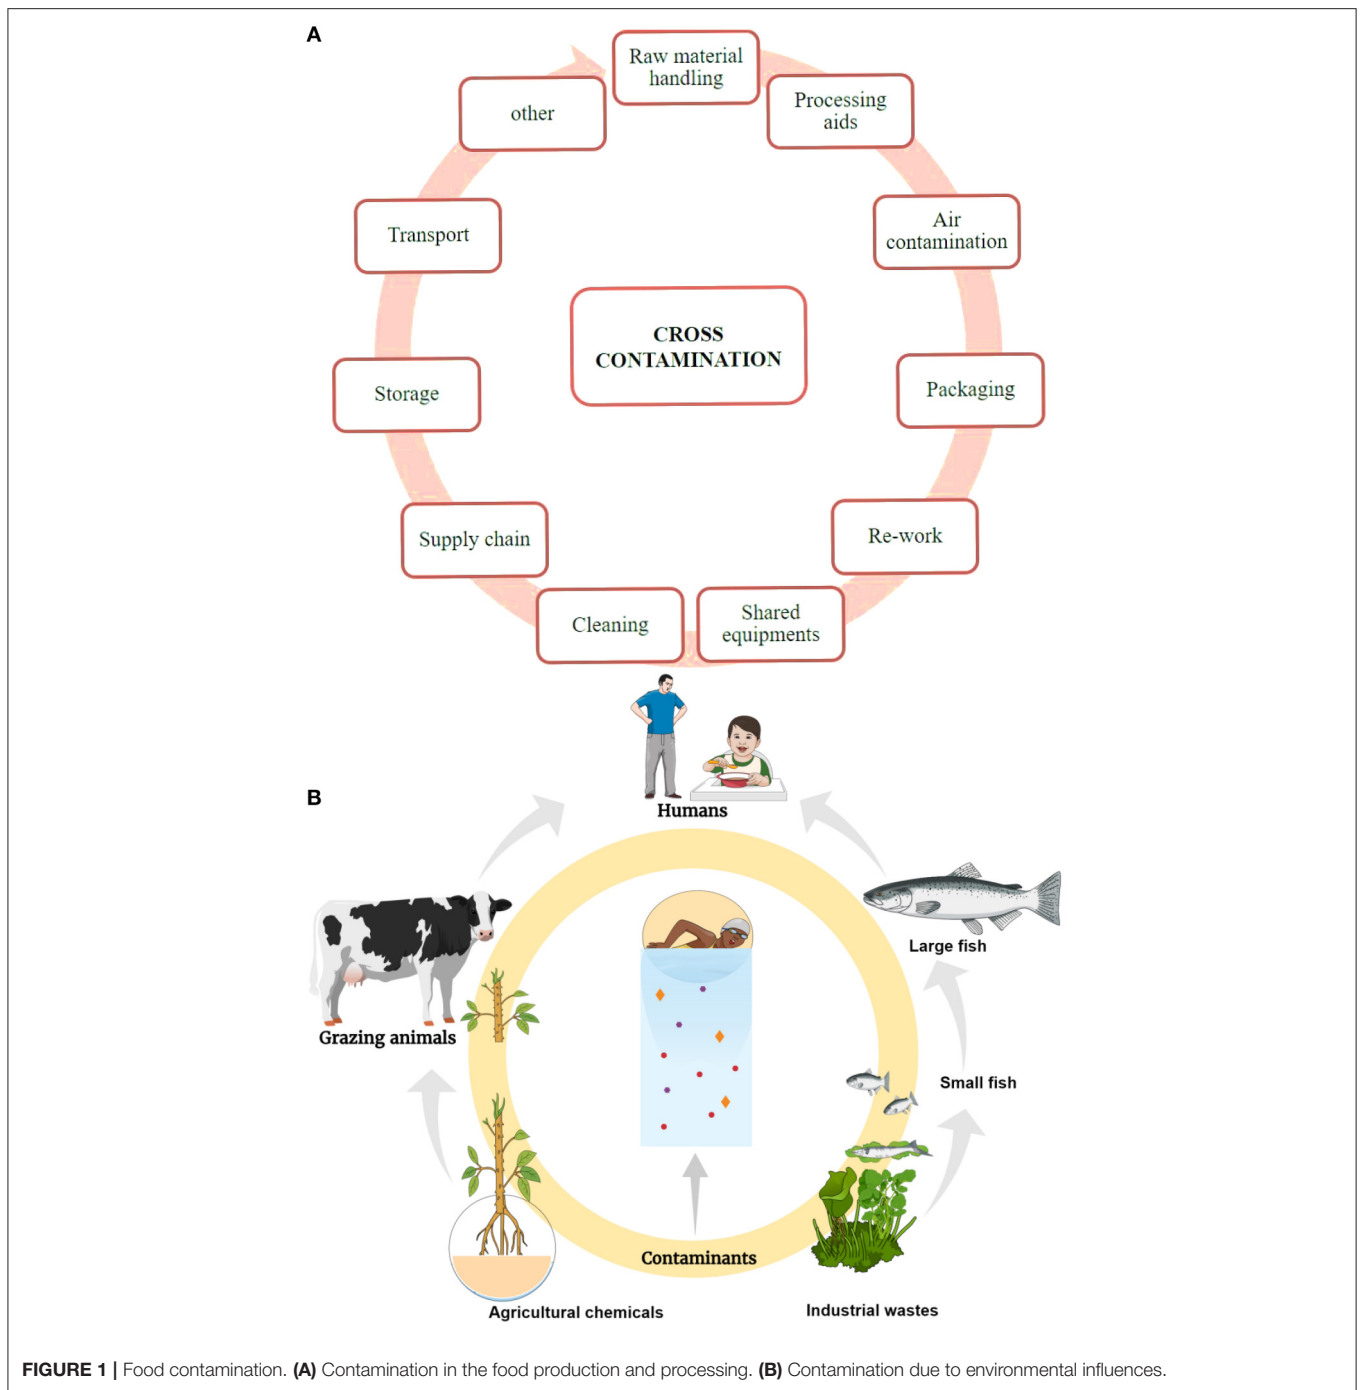 A
Raw material
handling
Processing
aids
Air
contamination
Packaging
Re-work
Shared
equipments
Cleaning
Supply chain
Storage
Transport
other
CROSS
CONTAMINATION
B
Humans
Large fish
Small fish
Grazing animals
Contaminants
Agricultural chemicals
Industrial wastes
FIGURE 1 | Food contamination. (A) Contamination in the food production and processing. (B) Contamination due to environmental influences.